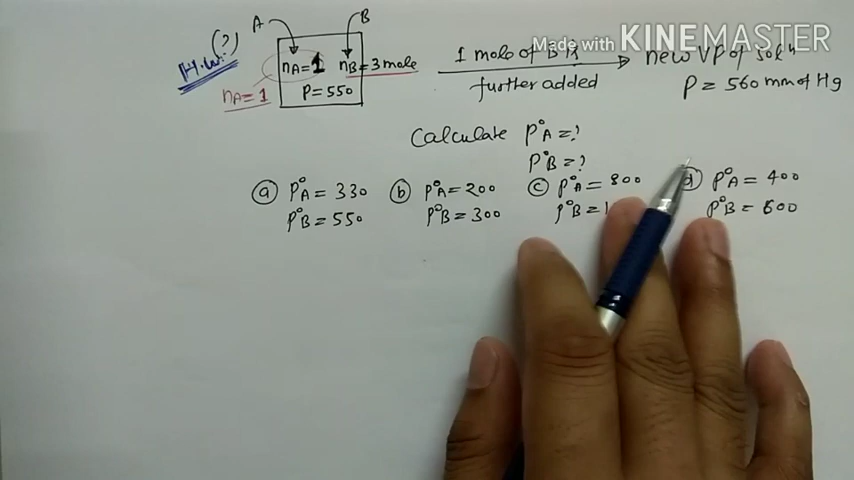 Made with KINEMASTER
A B
(?)
H.W:
nA=1 nB=3 mole
nA=1
P=550
1 mole of B is
further added
new VP of solⁿ
P = 560 mm of Hg
Calculate P°A=?
P°B=?
(a) P°A = 330
P°B = 550
(b) P°A=200
P°B = 300
(c) P°A = 800
P°B = 1
(d) P°A = 400
P°B = 600